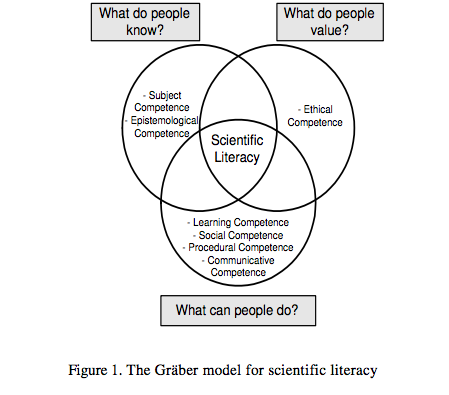 What do people
know?
What do people
value?
- Subject
Competence
- Epistemological
Competence
- Ethical
Competence
Scientific
Literacy
- Learning Competence
- Social Competence
- Procedural Competence
- Communicative
Competence
What can people do?
Figure 1. The Gräber model for scientific literacy